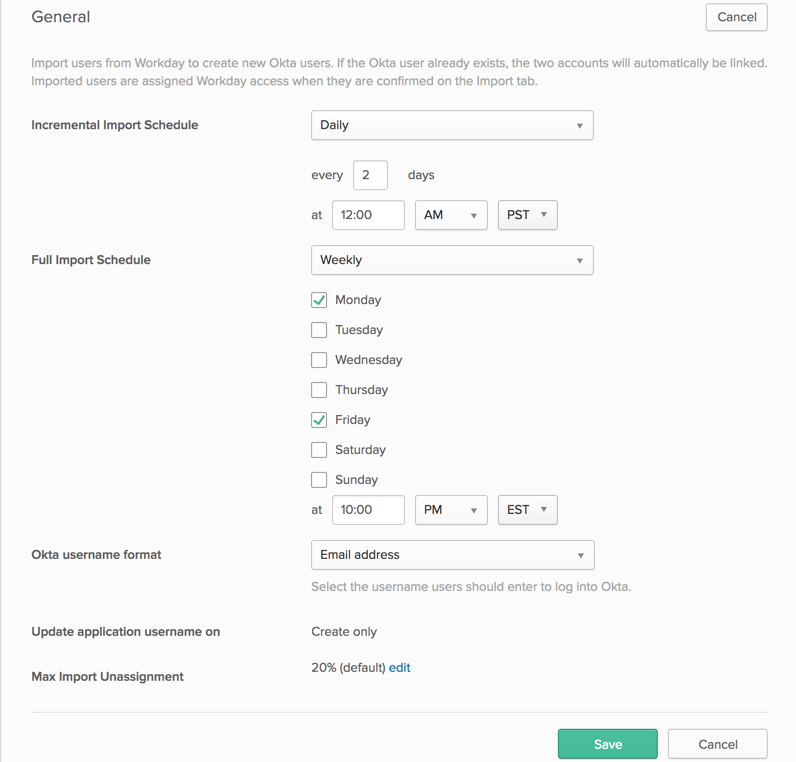 General
Cancel
Import users from Workday to create new Okta users. If the Okta user already exists, the two accounts will automatically be linked.
Imported users are assigned Workday access when they are confirmed on the Import tab.
Incremental Import Schedule
Daily
every 2 days
at 12:00 AM PST
Full Import Schedule
Weekly
Monday
Tuesday
Wednesday
Thursday
Friday
Saturday
Sunday
at 10:00 PM EST
Okta username format
Email address
Select the username users should enter to log into Okta.
Update application username on
Create only
Max Import Unassignment
20% (default) edit
Save
Cancel